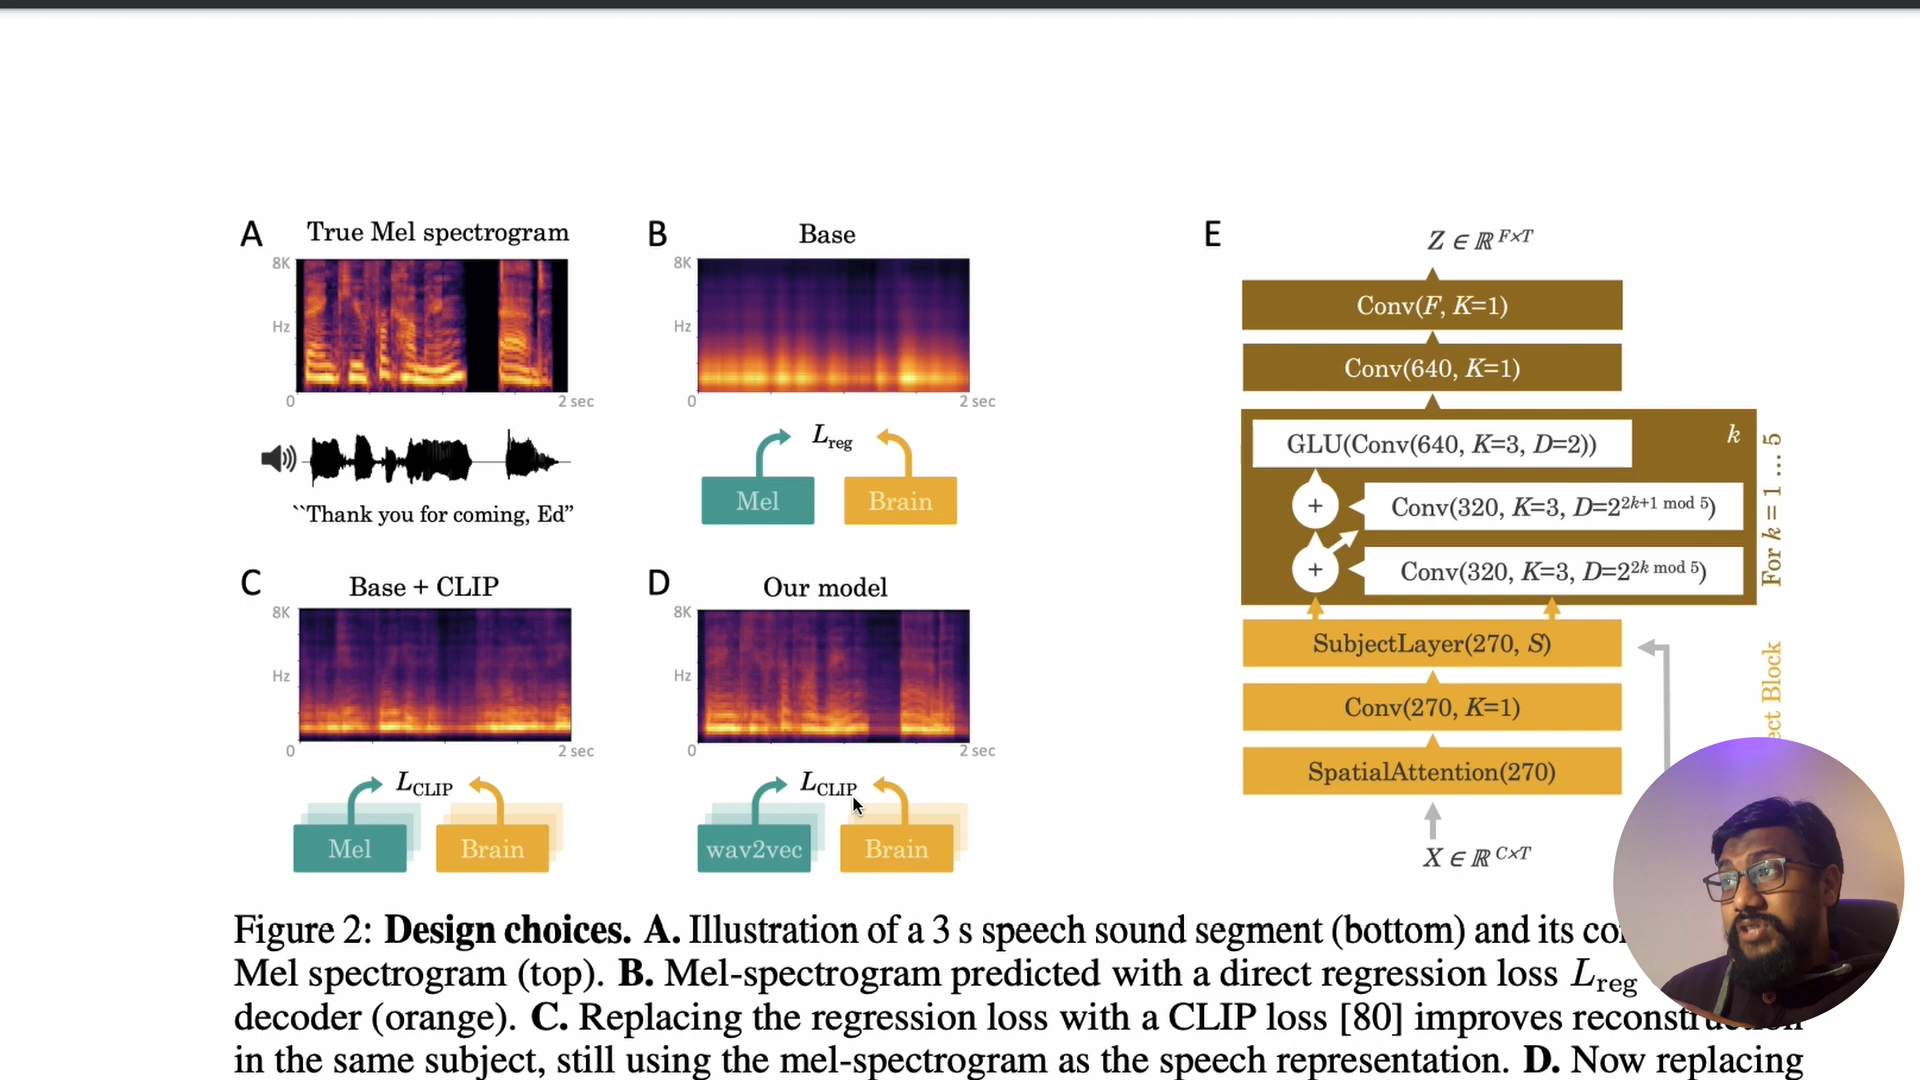 A
True Mel spectrogram
8K
Hz
0
2 sec
``Thank you for coming, Ed”
B
Base
8K
Hz
0
2 sec
Lreg
Mel
Brain
C
Base + CLIP
8K
Hz
0
2 sec
LCLIP
Mel
Brain
D
Our model
8K
Hz
0
2 sec
LCLIP
wav2vec
Brain
E
Z ∈ ℝ^F×T
Conv(F, K=1)
Conv(640, K=1)
k
GLU(Conv(640, K=3, D=2))
+
Conv(320, K=3, D=2^2k+1 mod 5)
+
Conv(320, K=3, D=2^2k mod 5)
For k = 1 ... 5
SubjectLayer(270, S)
Conv(270, K=1)
SpatialAttention(270)
Block
X ∈ ℝ^C×T
Figure 2: Design choices. A. Illustration of a 3 s speech sound segment (bottom) and its
Mel spectrogram (top). B. Mel-spectrogram predicted with a direct regression loss Lreg
decoder (orange). C. Replacing the regression loss with a CLIP loss [80] improves reconstruction
in the same subject, still using the mel-spectrogram as the speech representation. D. Now replacing